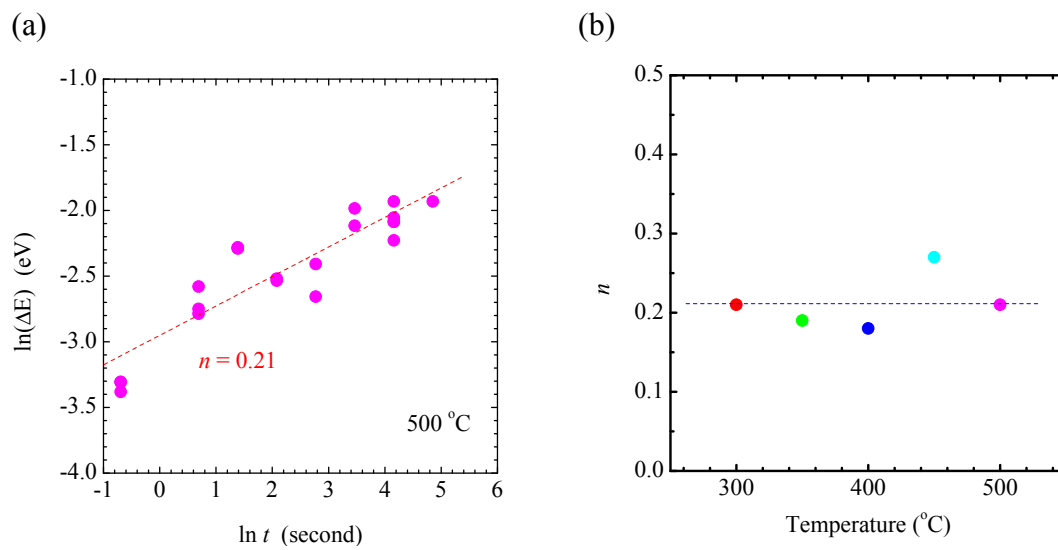 (a)
(b)
-1.0
-1.5
-2.0
-2.5
-3.0
-3.5
-4.0
ln(ΔE) (eV)
n = 0.21
500 °C
-1 0 1 2 3 4 5 6
ln t (second)
0.5
0.4
0.3
0.2
0.1
0.0
n
300 400 500
Temperature (°C)